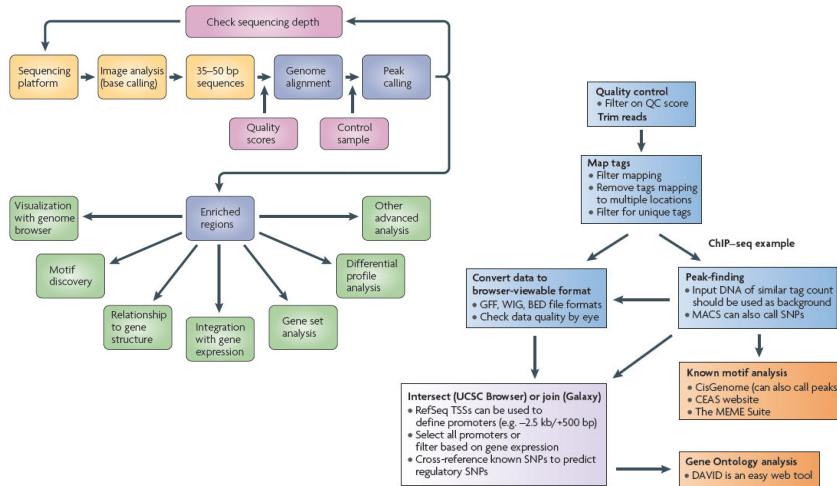 Check sequencing depth
Sequencing
platform
Image analysis
(base calling)
35–50 bp
sequences
Genome
alignment
Peak
calling
Quality
scores
Control
sample
Visualization
with genome
browser
Enriched
regions
Other
advanced
analysis
Motif
discovery
Differential
profile
analysis
Relationship
to gene
structure
Integration
with gene
expression
Gene set
analysis
Quality control
• Filter on QC score
Trim reads
Map tags
• Filter mapping
• Remove tags mapping
to multiple locations
• Filter for unique tags
ChIP–seq example
Convert data to
browser-viewable format
• GFF, WIG, BED file formats
• Check data quality by eye
Peak-finding
• Input DNA of similar tag count
should be used as background
• MACS can also call SNPs
Known motif analysis
• CisGenome (can also call peaks
• CEAS website
• The MEME Suite
Intersect (UCSC Browser) or join (Galaxy)
• RefSeq TSSs can be used to
define promoters (e.g. –2.5 kb/+500 bp)
• Select all promoters or
filter based on gene expression
• Cross-reference known SNPs to predict
regulatory SNPs
Gene Ontology analysis
• DAVID is an easy web tool